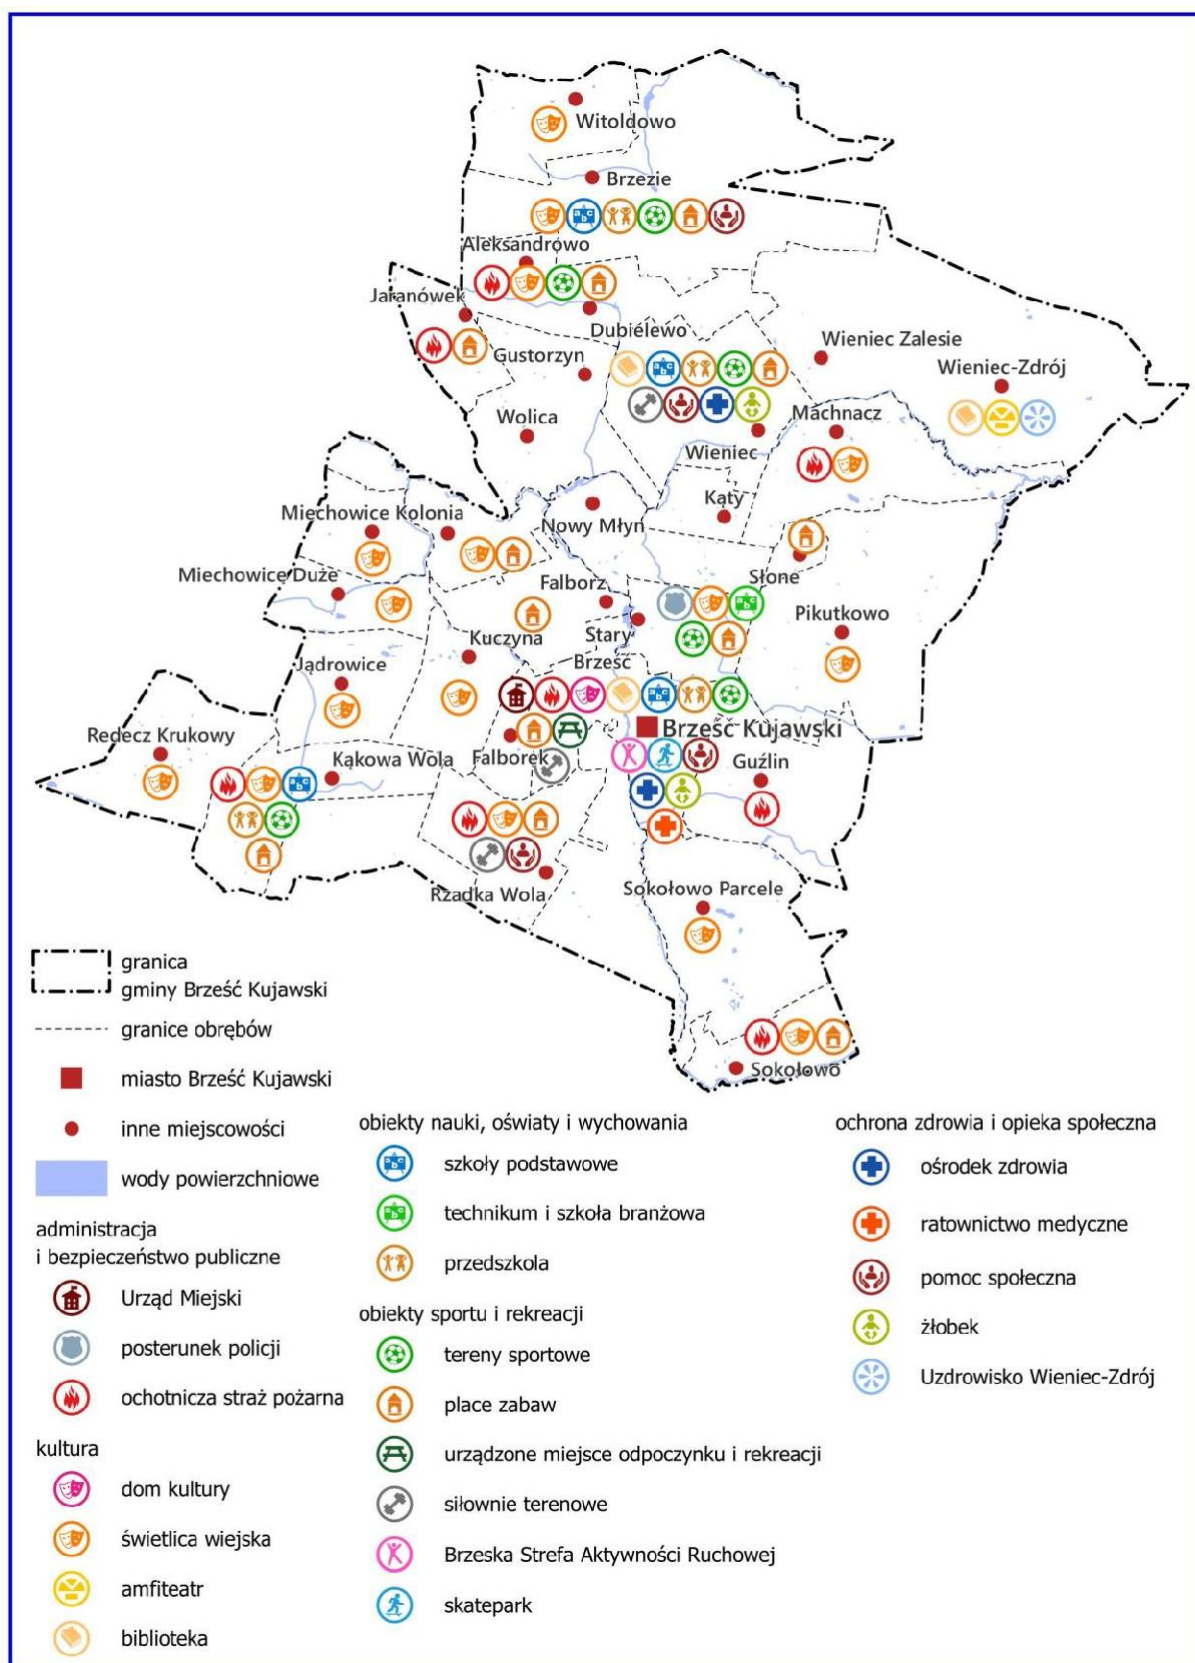 Witoldowo
Brzezie
Aleksandrowo
Jaranówek
Dubielewo
Gustorzyn
Wieniec Zalesie
Wieniec-Zdrój
Wolica
Machnacz
Wieniec
Kąty
Miechowice Kolonia
Nowy Młyn
Miechowice Duże
Falborz
Słone
Stary
Brześć
Pikutkowo
Kuczyna
Jądrowice
Redecz Krukowy
Brześć Kujawski
Kąkowa Wola
Falborek
Guźlin
Rzadka Wola
Sokołowo Parcele
Sokołowo
granica
gminy Brześć Kujawski
granice obrębów
miasto Brześć Kujawski
inne miejscowości
wody powierzchniowe
administracja
i bezpieczeństwo publiczne
Urząd Miejski
posterunek policji
ochotnicza straż pożarna
kultura
dom kultury
świetlica wiejska
amfiteatr
biblioteka
obiekty nauki, oświaty i wychowania
szkoły podstawowe
technikum i szkoła branżowa
przedszkola
obiekty sportu i rekreacji
tereny sportowe
place zabaw
urządzone miejsce odpoczynku i rekreacji
siłownie terenowe
Brzeska Strefa Aktywności Ruchowej
skatepark
ochrona zdrowia i opieka społeczna
ośrodek zdrowia
ratownictwo medyczne
pomoc społeczna
żłobek
Uzdrowisko Wieniec-Zdrój